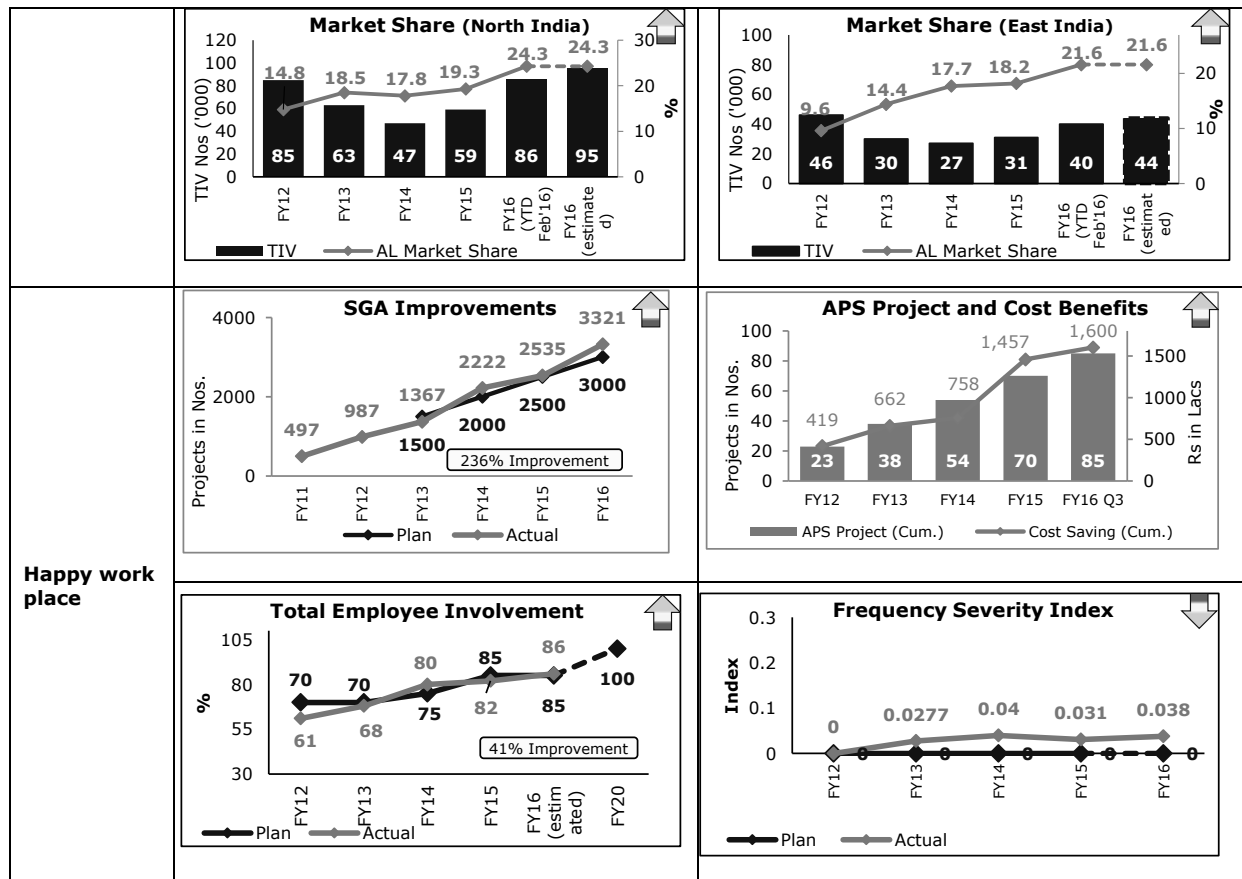 Market Share (North India)
TIV Nos ('000)
120
100
80
60
40
20
0
14.8
18.5
17.8
19.3
24.3
24.3
85
63
47
59
86
95
30
20
10
0
%
FY12
FY13
FY14
FY15
FY16 (YTD Feb'16)
FY16 (estimate d)
TIV
AL Market Share
Market Share (East India)
TIV Nos ('000)
100
80
60
40
20
0
9.6
14.4
17.7
18.2
21.6
21.6
46
30
27
31
40
44
20
10
0
%
FY12
FY13
FY14
FY15
FY16 (YTD Feb'16)
FY16 (estimat ed)
TIV
AL Market Share
Happy work
place
SGA Improvements
Projects in Nos.
4000
2000
0
497
987
1367
2222
2535
3321
1500
2000
2500
3000
236% Improvement
FY11
FY12
FY13
FY14
FY15
FY16
Plan
Actual
APS Project and Cost Benefits
Projects in Nos.
100
80
60
40
20
0
419
662
758
1,457
1,600
23
38
54
70
85
1500
1000
500
0
Rs in Lacs
FY12
FY13
FY14
FY15
FY16 Q3
APS Project (Cum.)
Cost Saving (Cum.)
Total Employee Involvement
%
105
80
55
30
70
70
75
85
85
100
61
68
80
82
86
41% Improvement
FY12
FY13
FY14
FY15
FY16 (estim ated)
FY20
Plan
Actual
Frequency Severity Index
Index
0.3
0.2
0.1
0
0
0.0277
0.04
0.031
0.038
0
0
0
0
0
FY12
FY13
FY14
FY15
FY16
Plan
Actual